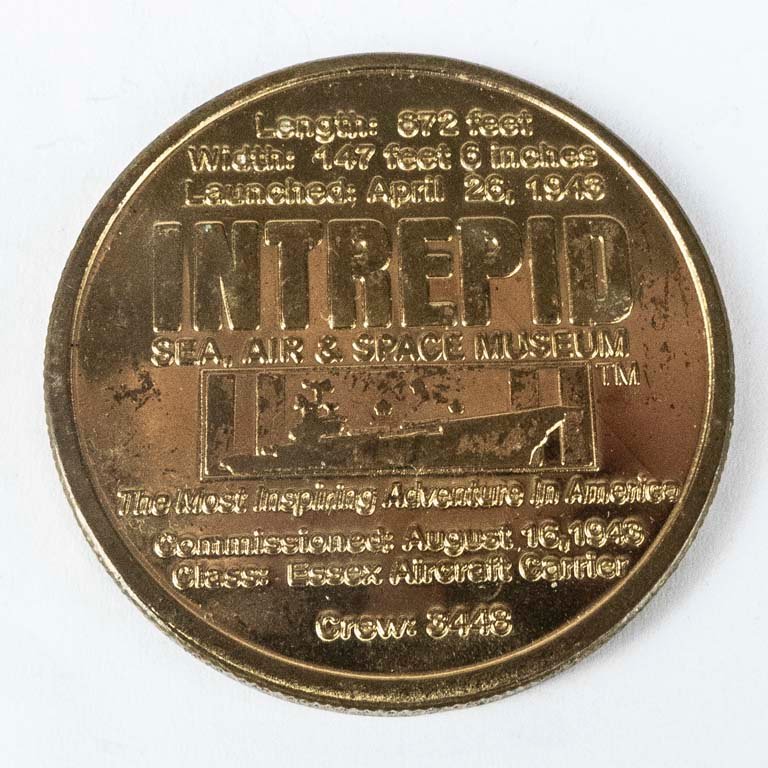 Length: 872 feet
Width: 147 feet 6 inches
Launched; April 26, 1943
INTREPID
SEA, AIR & SPACE MUSEUM
TM
The Most Inspiring Adventure In America
Commissioned: August 16,1943
Class: Essex Aircraft Carrier
Crew: 3448